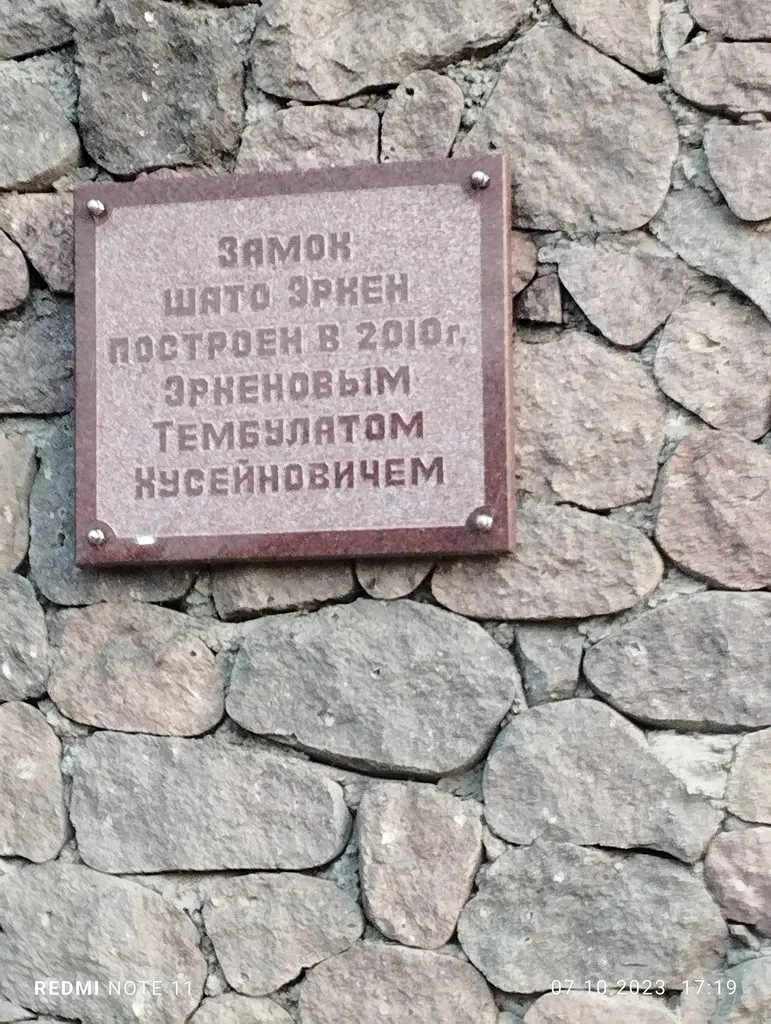 ЗАМОК
ШАТО ЭРКЕН
ПОСТРОЕН В 2010г.
ЭРКЕНОВЫМ
ТЕМБУЛАТОМ
ХУСЕЙНОВИЧЕМ
REDMI NOTE 11
07.10.2023 17:19